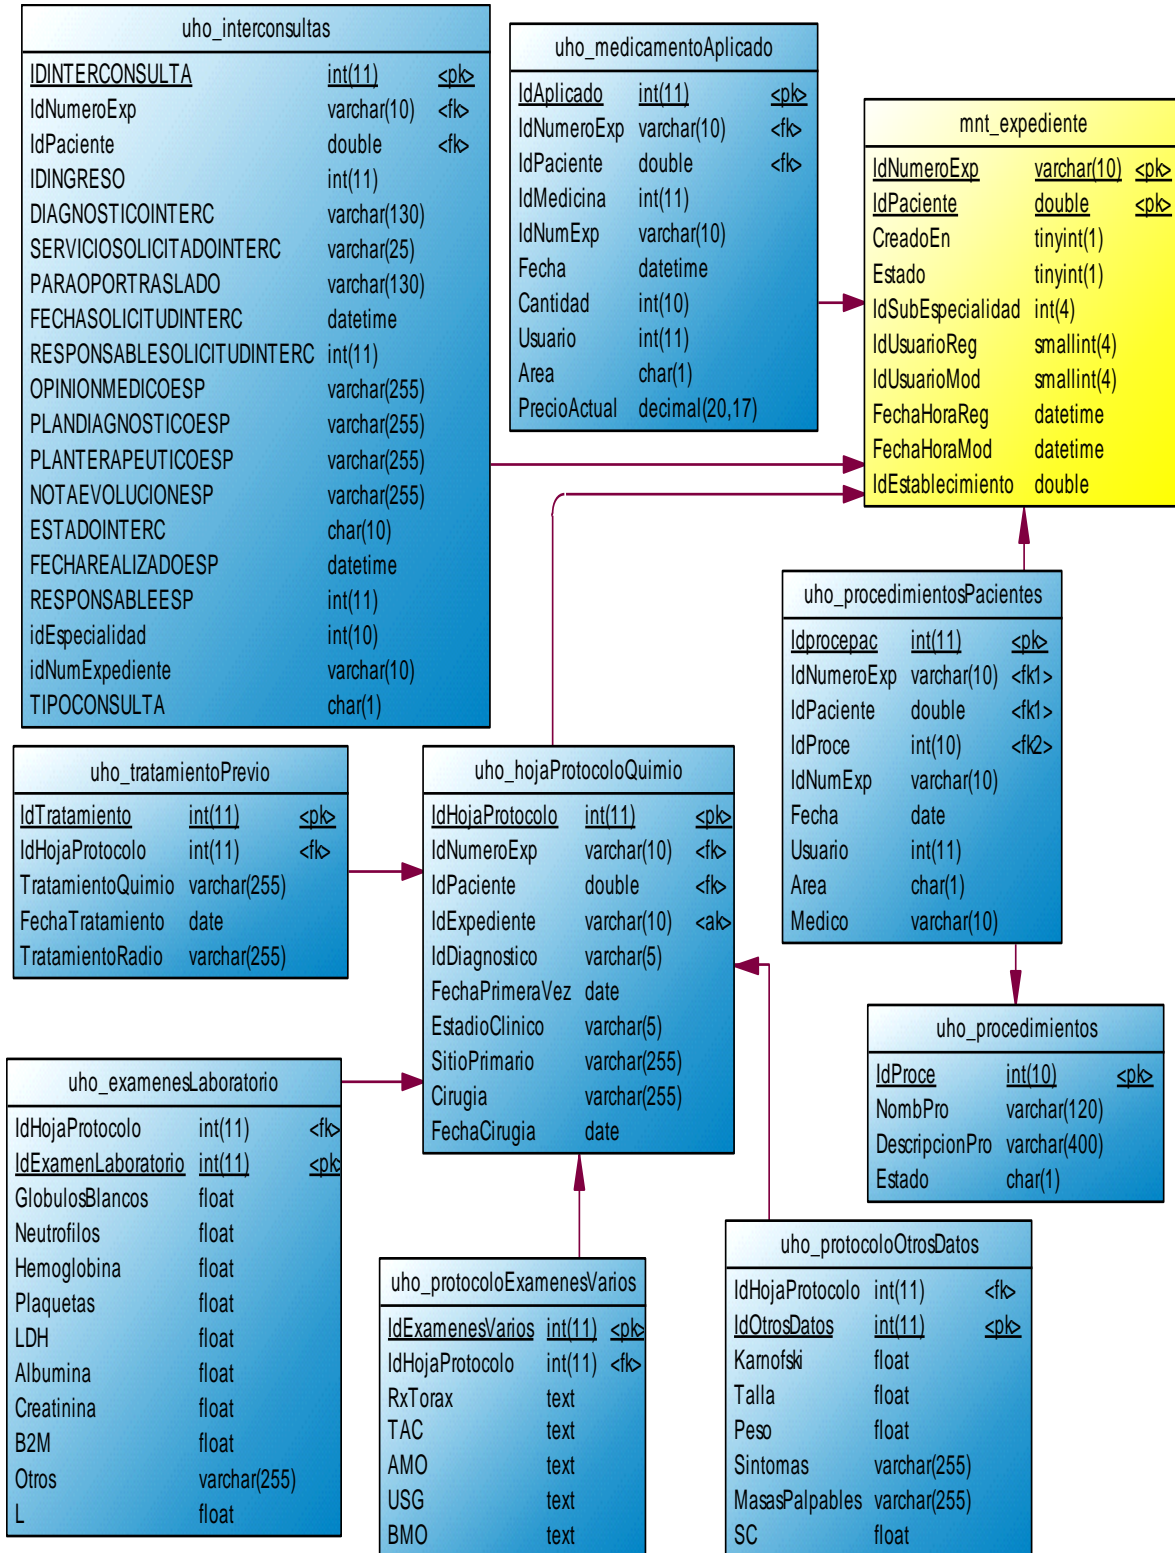 uho_interconsultas
IDINTERCONSULTA int(11) <pk>
IdNumeroExp varchar(10) <fk>
IdPaciente double <fk>
IDINGRESO int(11)
DIAGNOSTICOINTERC varchar(130)
SERVICIOSOLICITADOINTERC varchar(25)
PARAOPORTRASLADO varchar(130)
FECHASOLICITUDINTERC datetime
RESPONSABLESOLICITUDINTERC int(11)
OPINIONMEDICOESP varchar(255)
PLANDIAGNOSTICOESP varchar(255)
PLANTERAPEUTICOESP varchar(255)
NOTAEVOLUCIONESP varchar(255)
ESTADOINTERC char(10)
FECHAREALIZADOESP datetime
RESPONSABLEESP int(11)
idEspecialidad int(10)
idNumExpediente varchar(10)
TIPOCONSULTA char(1)
uho_medicamentoAplicado
IdAplicado int(11) <pk>
IdNumeroExp varchar(10) <fk>
IdPaciente double <fk>
IdMedicina int(11)
IdNumExp varchar(10)
Fecha datetime
Cantidad int(10)
Usuario int(11)
Area char(1)
PrecioActual decimal(20,17)
mnt_expediente
IdNumeroExp varchar(10) <pk>
IdPaciente double <pk>
CreadoEn tinyint(1)
Estado tinyint(1)
IdSubEspecialidad int(4)
IdUsuarioReg smallint(4)
IdUsuarioMod smallint(4)
FechaHoraReg datetime
FechaHoraMod datetime
IdEstablecimiento double
uho_procedimientosPacientes
Idprocepac int(11) <pk>
IdNumeroExp varchar(10) <fk1>
IdPaciente double <fk1>
IdProce int(10) <fk2>
IdNumExp varchar(10)
Fecha date
Usuario int(11)
Area char(1)
Medico varchar(10)
uho_tratamientoPrevio
IdTratamiento int(11) <pk>
IdHojaProtocolo int(11) <fk>
TratamientoQuimio varchar(255)
FechaTratamiento date
TratamientoRadio varchar(255)
uho_hojaProtocoloQuimio
IdHojaProtocolo int(11) <pk>
IdNumeroExp varchar(10) <fk>
IdPaciente double <fk>
IdExpediente varchar(10) <ak>
IdDiagnostico varchar(5)
FechaPrimeraVez date
EstadioClinico varchar(5)
SitioPrimario varchar(255)
Cirugia varchar(255)
FechaCirugia date
uho_procedimientos
IdProce int(10) <pk>
NombPro varchar(120)
DescripcionPro varchar(400)
Estado char(1)
uho_examenesLaboratorio
IdHojaProtocolo int(11) <fk>
IdExamenLaboratorio int(11) <pk>
GlobulosBlancos float
Neutrofilos float
Hemoglobina float
Plaquetas float
LDH float
Albumina float
Creatinina float
B2M float
Otros varchar(255)
L float
uho_protocoloExamenesVarios
IdExamenesVarios int(11) <pk>
IdHojaProtocolo int(11) <fk>
RxTorax text
TAC text
AMO text
USG text
BMO text
uho_protocoloOtrosDatos
IdHojaProtocolo int(11) <fk>
IdOtrosDatos int(11) <pk>
Karnofski float
Talla float
Peso float
Sintomas varchar(255)
MasasPalpables varchar(255)
SC float